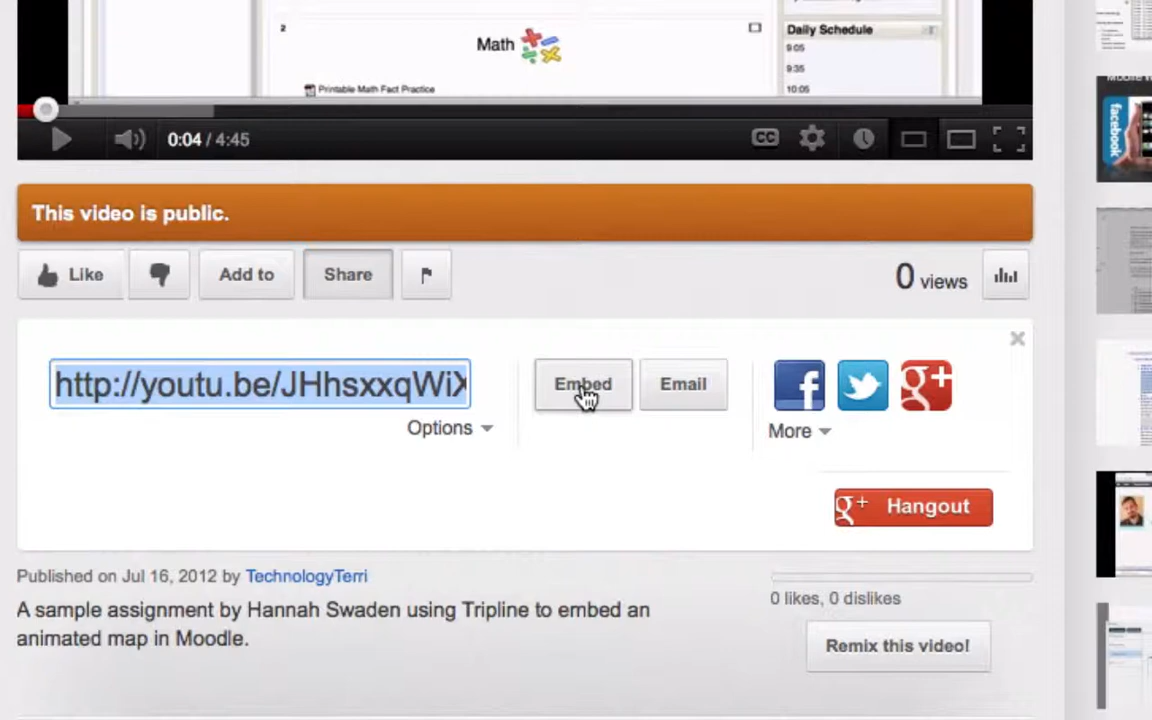 Daily Schedule
2
Math
9:05
9:35
Printable Math Fact Practice
10:05
0:04 / 4:45
CC
facebook
This video is public.
Like
Add to
Share
0 views
http://youtu.be/JHhsxxqWiX
Embed
Email
f
g+
Options
More
g+ Hangout
Published on Jul 16, 2012 by TechnologyTerri
0 likes, 0 dislikes
A sample assignment by Hannah Swaden using Tripline to embed an
animated map in Moodle.
Remix this video!